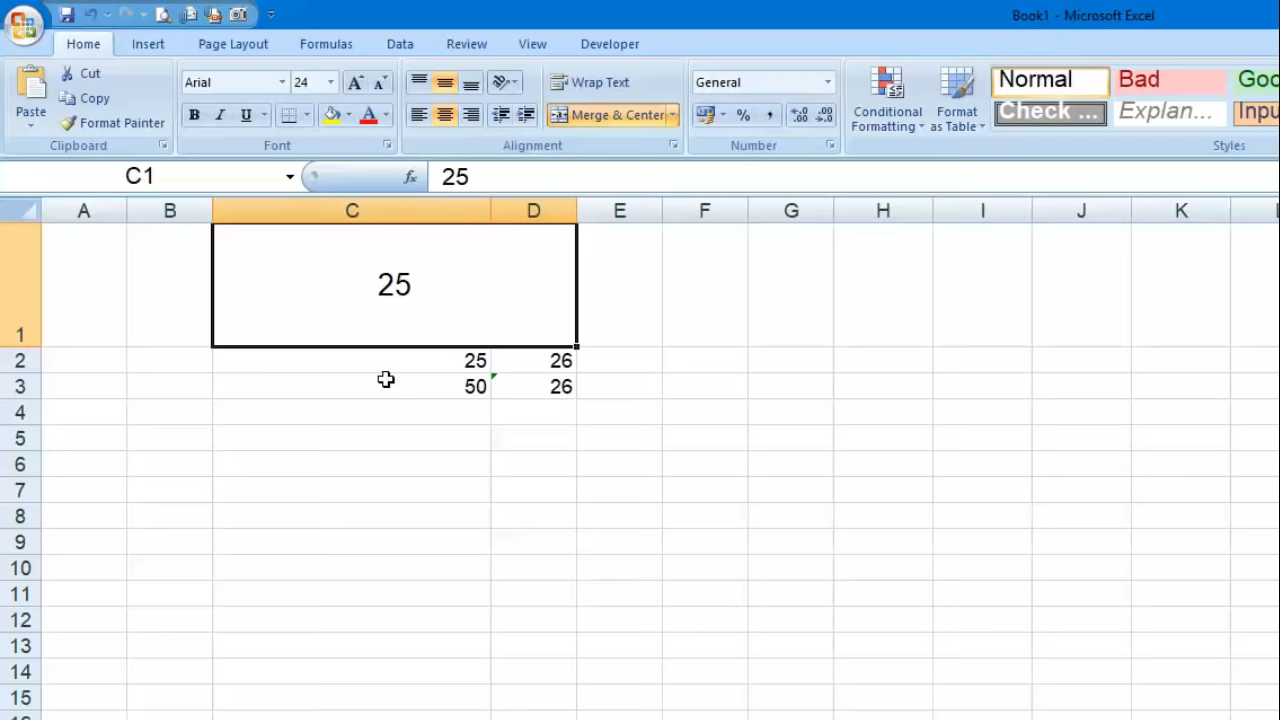 Book1 - Microsoft Excel
Home Insert Page Layout Formulas Data Review View Developer
Paste
Cut
Copy
Format Painter
Clipboard
Arial 24 A A
B I U A
Font
Wrap Text
Merge & Center
Alignment
General
% ,
Number
Conditional Formatting
Format as Table
Normal Bad Goo
Check ... Explan... Inpu
Styles
C1 fx 25
A B C D E F G H I J K
1 25
2 25 26
3 50 26
4
5
6
7
8
9
10
11
12
13
14
15